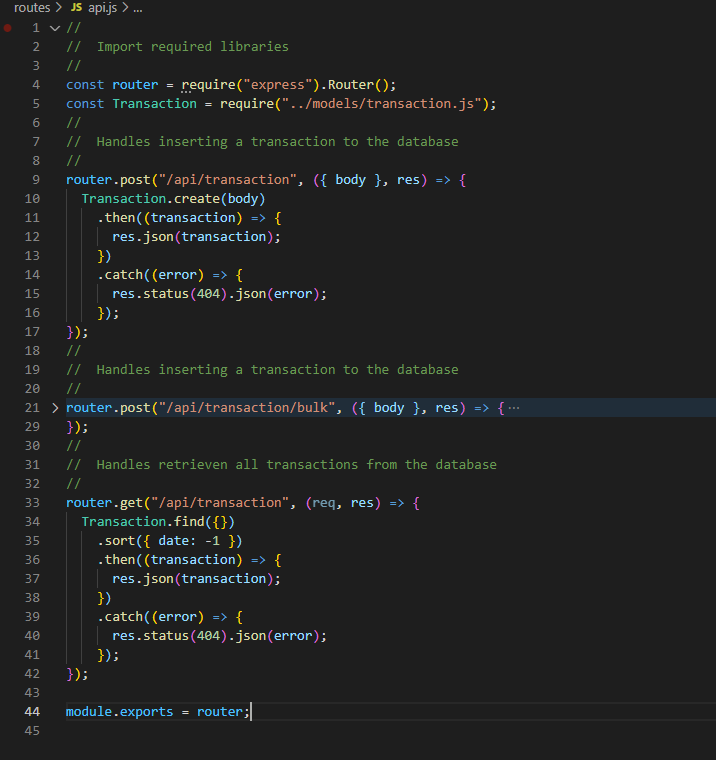 routes > JS api.js > ...
1 //
2 //  Import required libraries
3 //
4 const router = require("express").Router();
5 const Transaction = require("../models/transaction.js");
6 //
7 //  Handles inserting a transaction to the database
8 //
9 router.post("/api/transaction", ({ body }, res) => {
10   Transaction.create(body)
11     .then((transaction) => {
12       res.json(transaction);
13     })
14     .catch((error) => {
15       res.status(404).json(error);
16     });
17 });
18 //
19 //  Handles inserting a transaction to the database
20 //
21 router.post("/api/transaction/bulk", ({ body }, res) => { ...
29 });
30 //
31 //  Handles retrieven all transactions from the database
32 //
33 router.get("/api/transaction", (req, res) => {
34   Transaction.find({})
35     .sort({ date: -1 })
36     .then((transaction) => {
37       res.json(transaction);
38     })
39     .catch((error) => {
40       res.status(404).json(error);
41     });
42 });
43
44 module.exports = router;
45